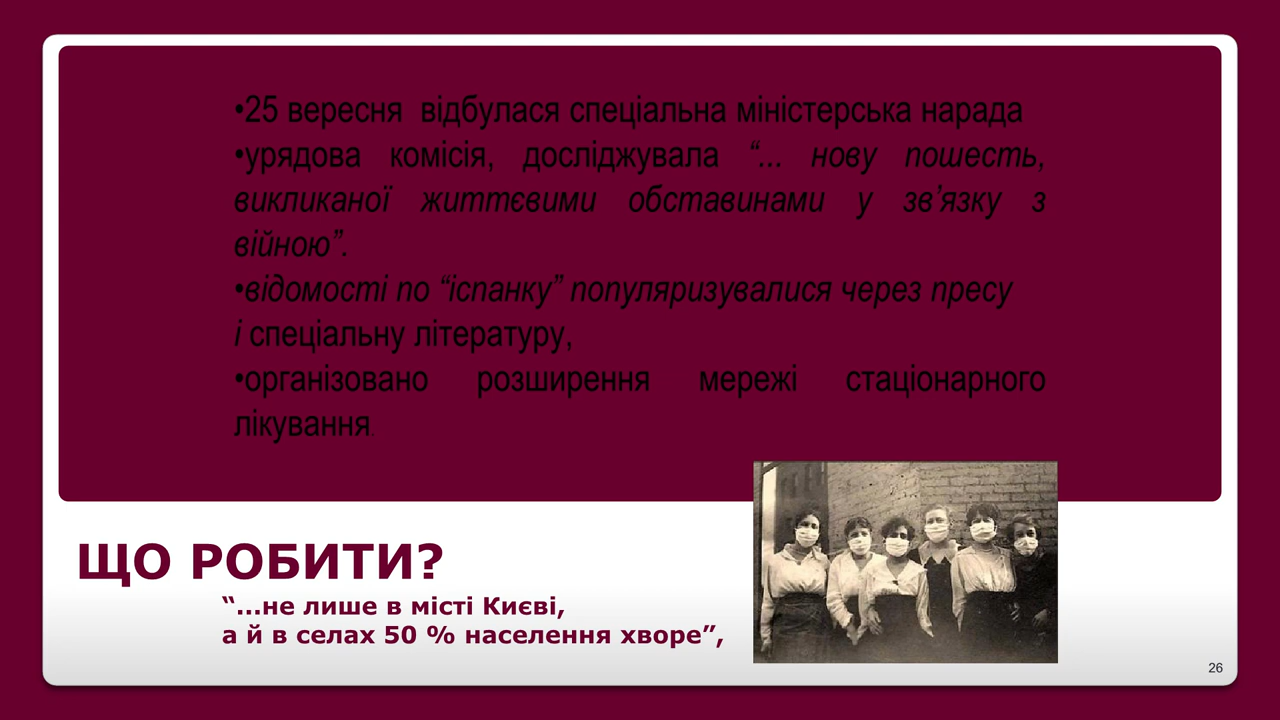 •25 вересня відбулася спеціальна міністерська нарада
•урядова комісія, досліджувала “... нову пошесть,
викликаної життєвими обставинами у зв’язку з
війною”.
•відомості по “іспанку” популяризувалися через пресу
і спеціальну літературу,
•організовано розширення мережі стаціонарного
лікування.
ЩО РОБИТИ?
“...не лише в місті Києві,
а й в селах 50 % населення хворе”,
26